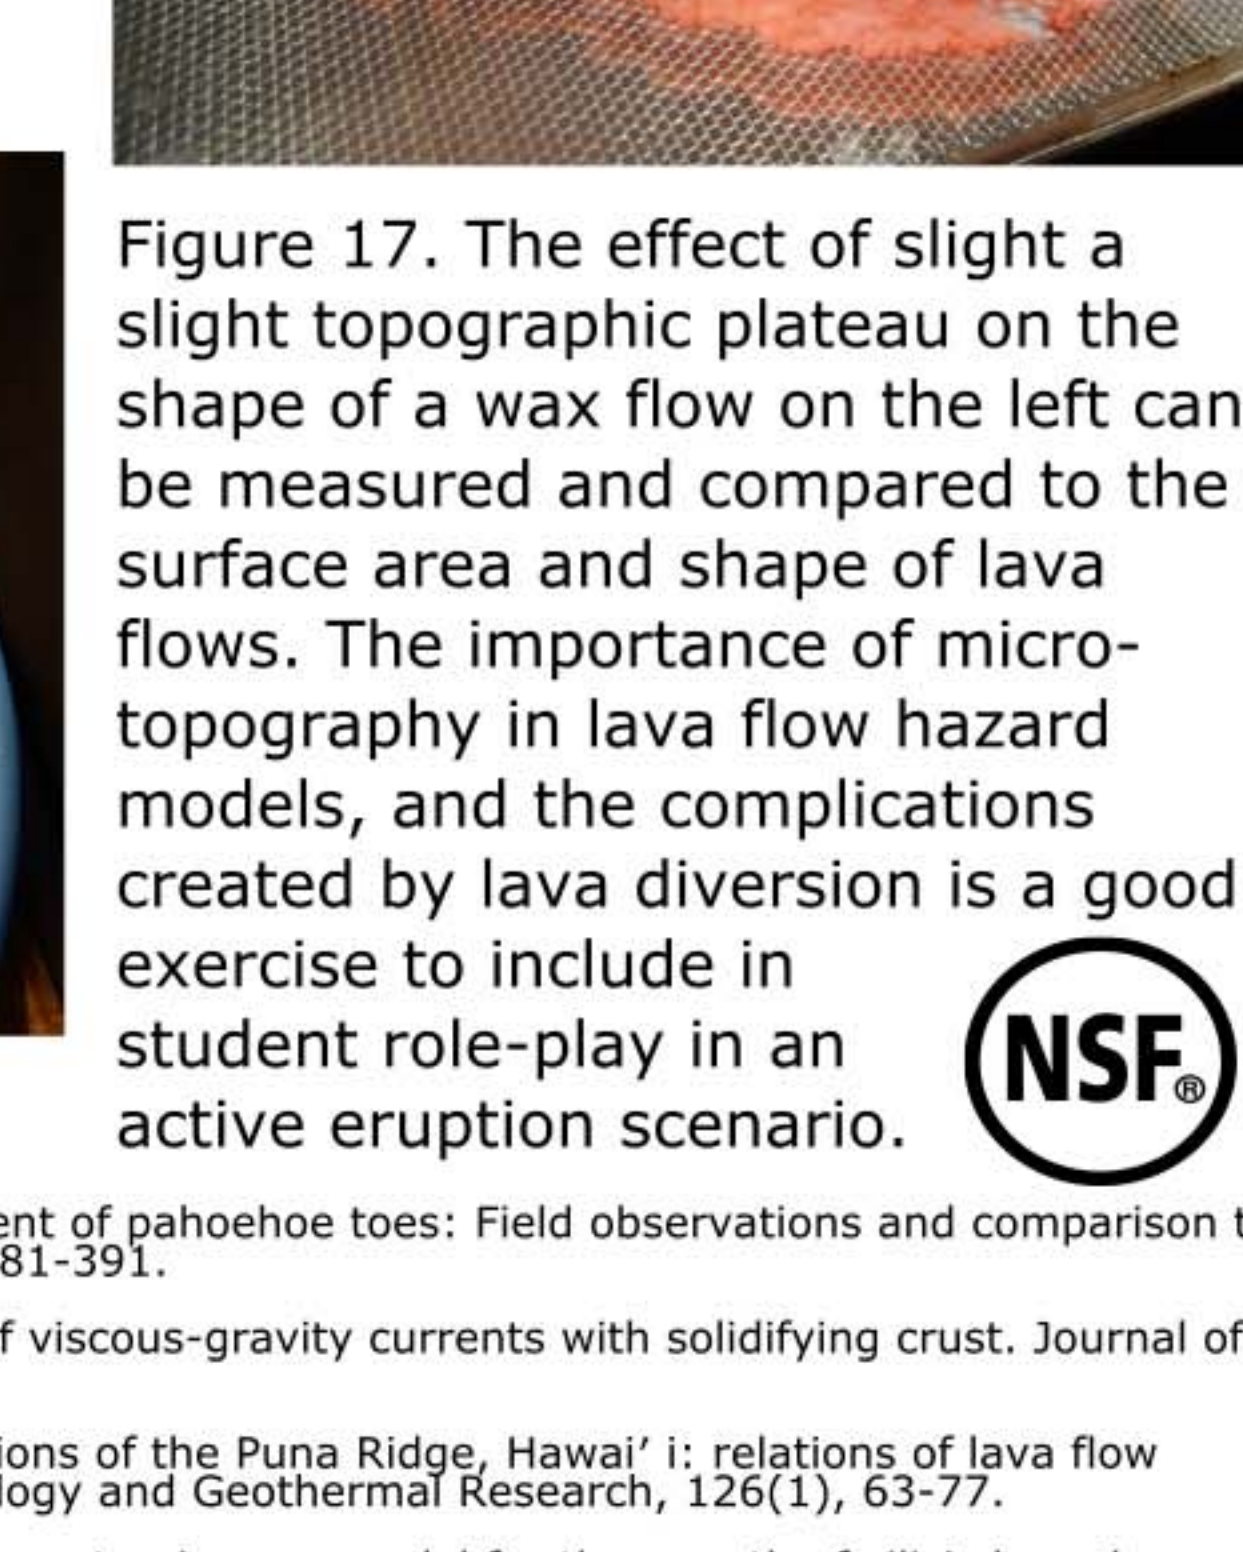 Figure 17. The effect of slight a
slight topographic plateau on the
shape of a wax flow on the left can
be measured and compared to the
surface area and shape of lava
flows. The importance of micro-
topography in lava flow hazard
models, and the complications
created by lava diversion is a good
exercise to include in
student role-play in an
active eruption scenario.
NSF®
of pahoehoe toes: Field observations and comparison
81-391.
viscous-gravity currents with solidifying crust. Journal of
of the Puna Ridge, Hawai’ i: relations of lava flow
and Geothermal Research, 126(1), 63-77.